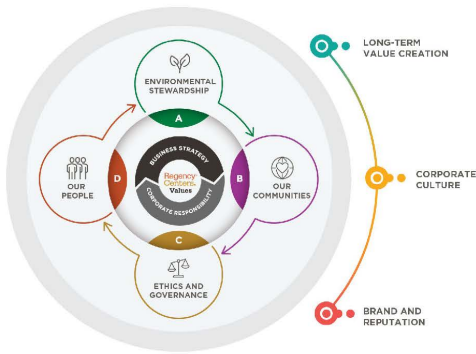 ENVIRONMENTAL
STEWARDSHIP
A
BUSINESS STRATEGY
Regency
Centers
Values
CORPORATE RESPONSIBILITY
D
B
OUR
PEOPLE
OUR
COMMUNITIES
C
ETHICS AND
GOVERNANCE
LONG-TERM
VALUE CREATION
CORPORATE
CULTURE
BRAND AND
REPUTATION